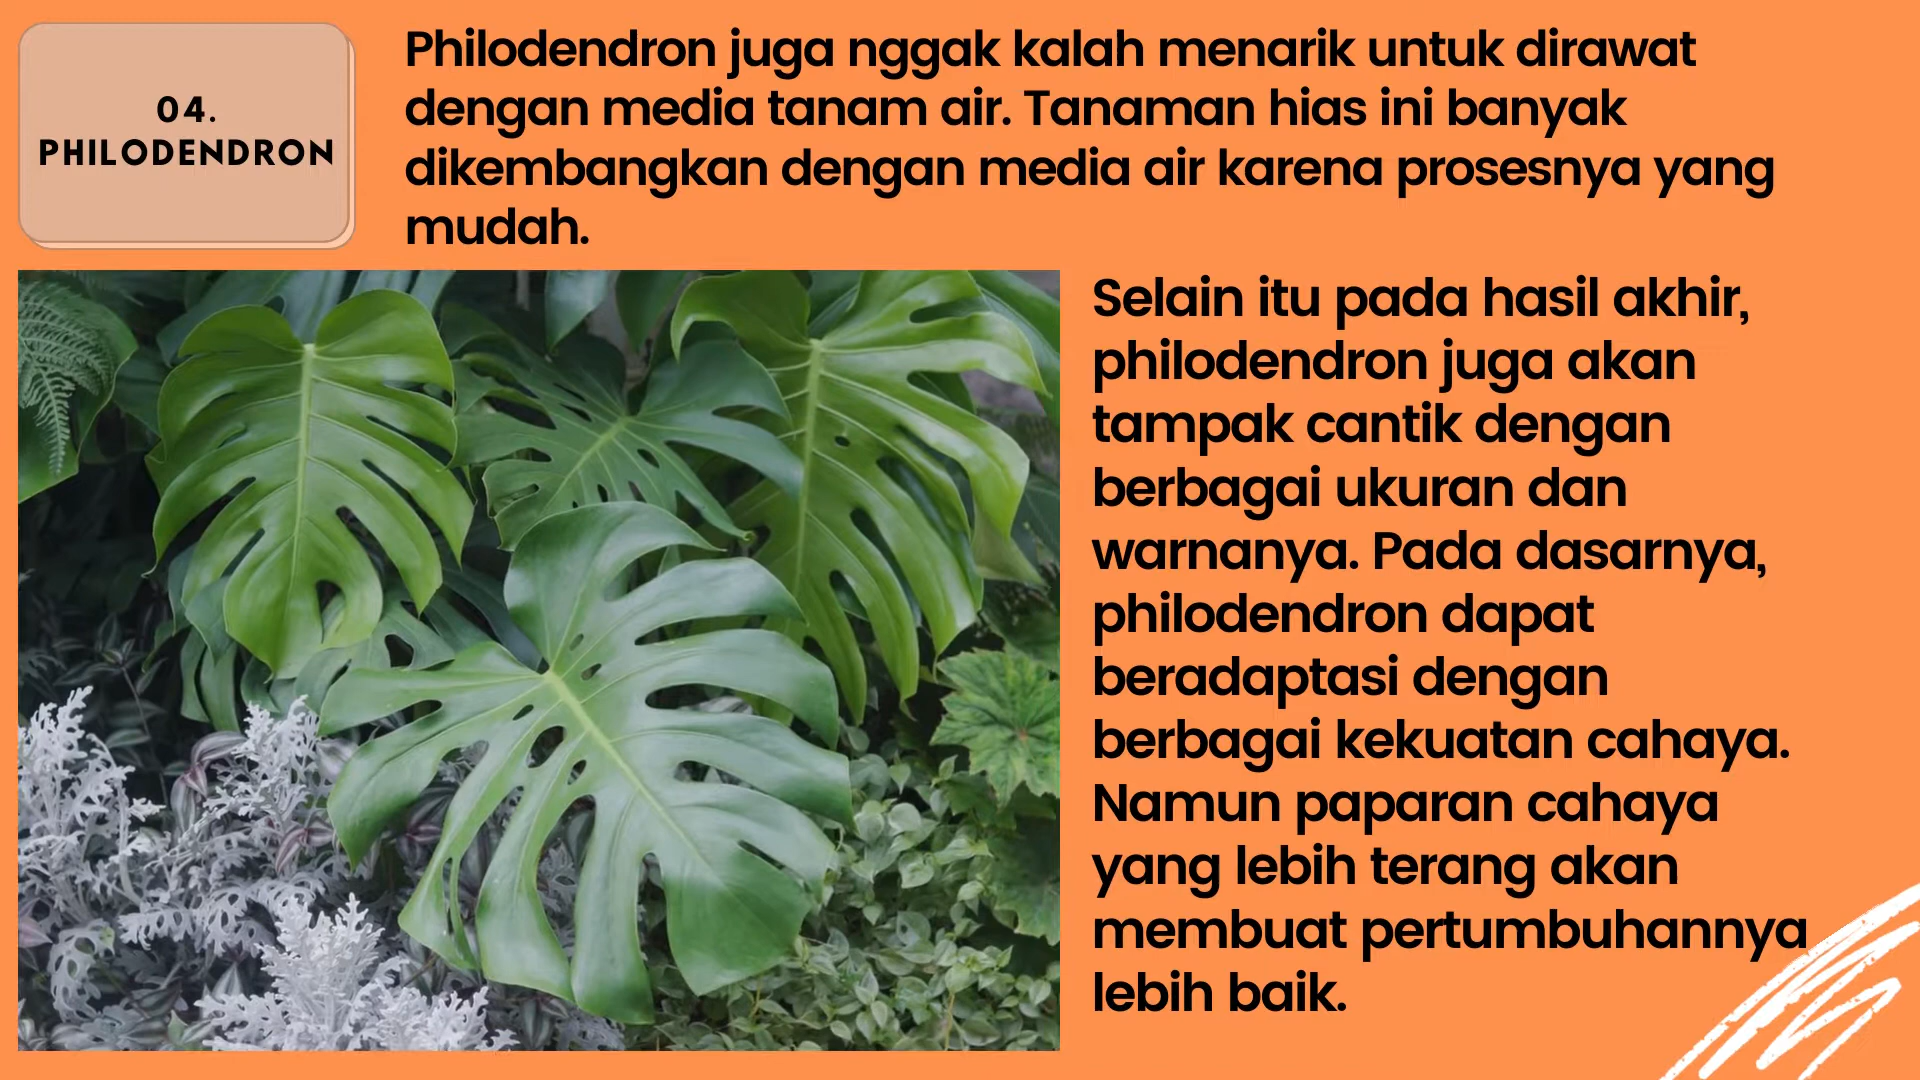 04.
PHILODENDRON
Philodendron juga nggak kalah menarik untuk dirawat
dengan media tanam air. Tanaman hias ini banyak
dikembangkan dengan media air karena prosesnya yang
mudah.
Selain itu pada hasil akhir,
philodendron juga akan
tampak cantik dengan
berbagai ukuran dan
warnanya. Pada dasarnya,
philodendron dapat
beradaptasi dengan
berbagai kekuatan cahaya.
Namun paparan cahaya
yang lebih terang akan
membuat pertumbuhannya
lebih baik.